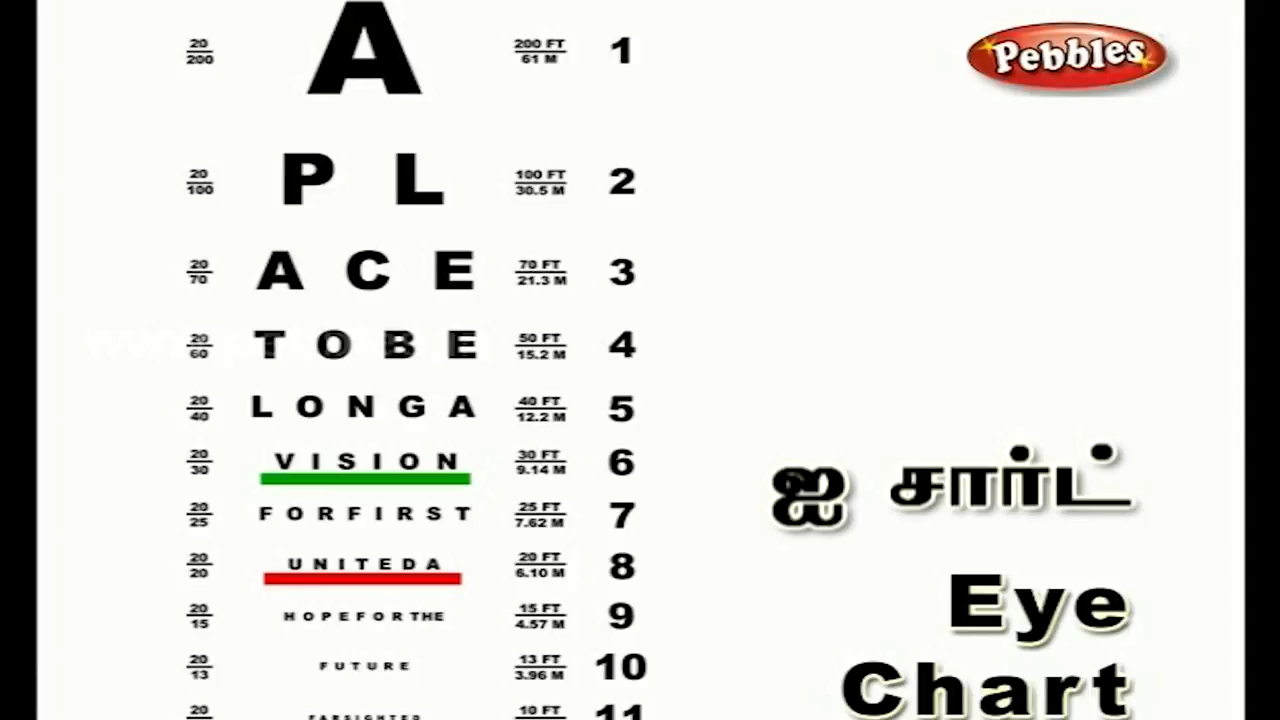 Pebbles
20/200 A 200 FT/61 M 1
20/100 P L 100 FT/30.5 M 2
20/70 A C E 70 FT/21.3 M 3
20/60 T O B E 50 FT/15.2 M 4
20/40 L O N G A 40 FT/12.2 M 5
20/30 V I S I O N 30 FT/9.14 M 6
20/25 F O R F I R S T 25 FT/7.62 M 7
20/20 U N I T E D A 20 FT/6.10 M 8
20/15 H O P E F O R THE 15 FT/4.57 M 9
20/13 F U T U R E 13 FT/3.96 M 10
20 FARSIGHTED 10 FT 11
ஐ சார்ட்
Eye
Chart